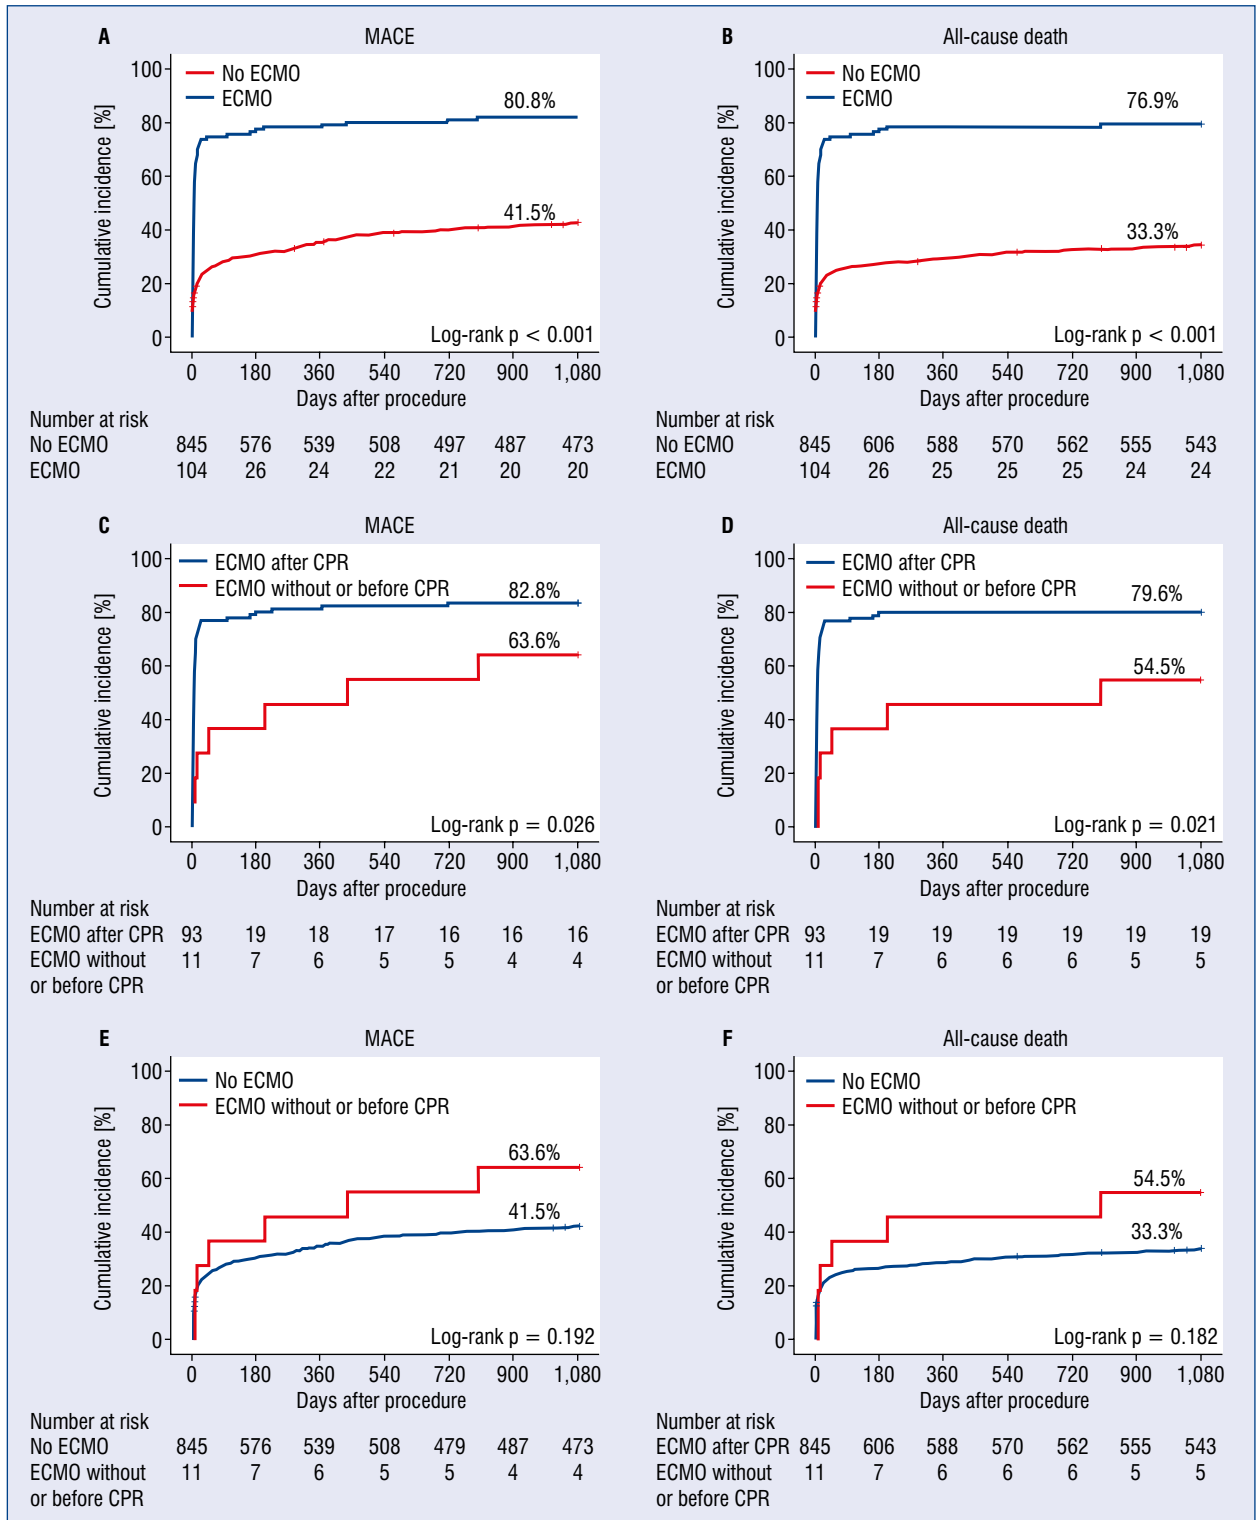 A MACE
100
80
60
40
20
0
Cumulative incidence [%]
No ECMO
ECMO
80.8%
41.5%
Log-rank p < 0.001
0 180 360 540 720 900 1,080
Days after procedure
Number at risk
No ECMO 845 576 539 508 497 487 473
ECMO 104 26 24 22 21 20 20
B All-cause death
100
80
60
40
20
0
Cumulative incidence [%]
No ECMO
ECMO
76.9%
33.3%
Log-rank p < 0.001
0 180 360 540 720 900 1,080
Days after procedure
Number at risk
No ECMO 845 606 588 570 562 555 543
ECMO 104 26 25 25 25 24 24
C MACE
100
80
60
40
20
0
Cumulative incidence [%]
ECMO after CPR
ECMO without or before CPR
82.8%
63.6%
Log-rank p = 0.026
0 180 360 540 720 900 1,080
Days after procedure
Number at risk
ECMO after CPR 93 19 18 17 16 16 16
ECMO without 11 7 6 5 5 4 4
or before CPR
D All-cause death
100
80
60
40
20
0
Cumulative incidence [%]
ECMO after CPR
ECMO without or before CPR
79.6%
54.5%
Log-rank p = 0.021
0 180 360 540 720 900 1,080
Days after procedure
Number at risk
ECMO after CPR 93 19 19 19 19 19 19
ECMO without 11 7 6 6 6 5 5
or before CPR
E MACE
100
80
60
40
20
0
Cumulative incidence [%]
No ECMO
ECMO without or before CPR
63.6%
41.5%
Log-rank p = 0.192
0 180 360 540 720 900 1,080
Days after procedure
Number at risk
No ECMO 845 576 539 508 479 487 473
ECMO without 11 7 6 5 5 4 4
or before CPR
F All-cause death
100
80
60
40
20
0
Cumulative incidence [%]
No ECMO
ECMO without or before CPR
54.5%
33.3%
Log-rank p = 0.182
0 180 360 540 720 900 1,080
Days after procedure
Number at risk
ECMO after CPR 845 606 588 570 562 555 543
ECMO without 11 7 6 6 6 5 5
or before CPR